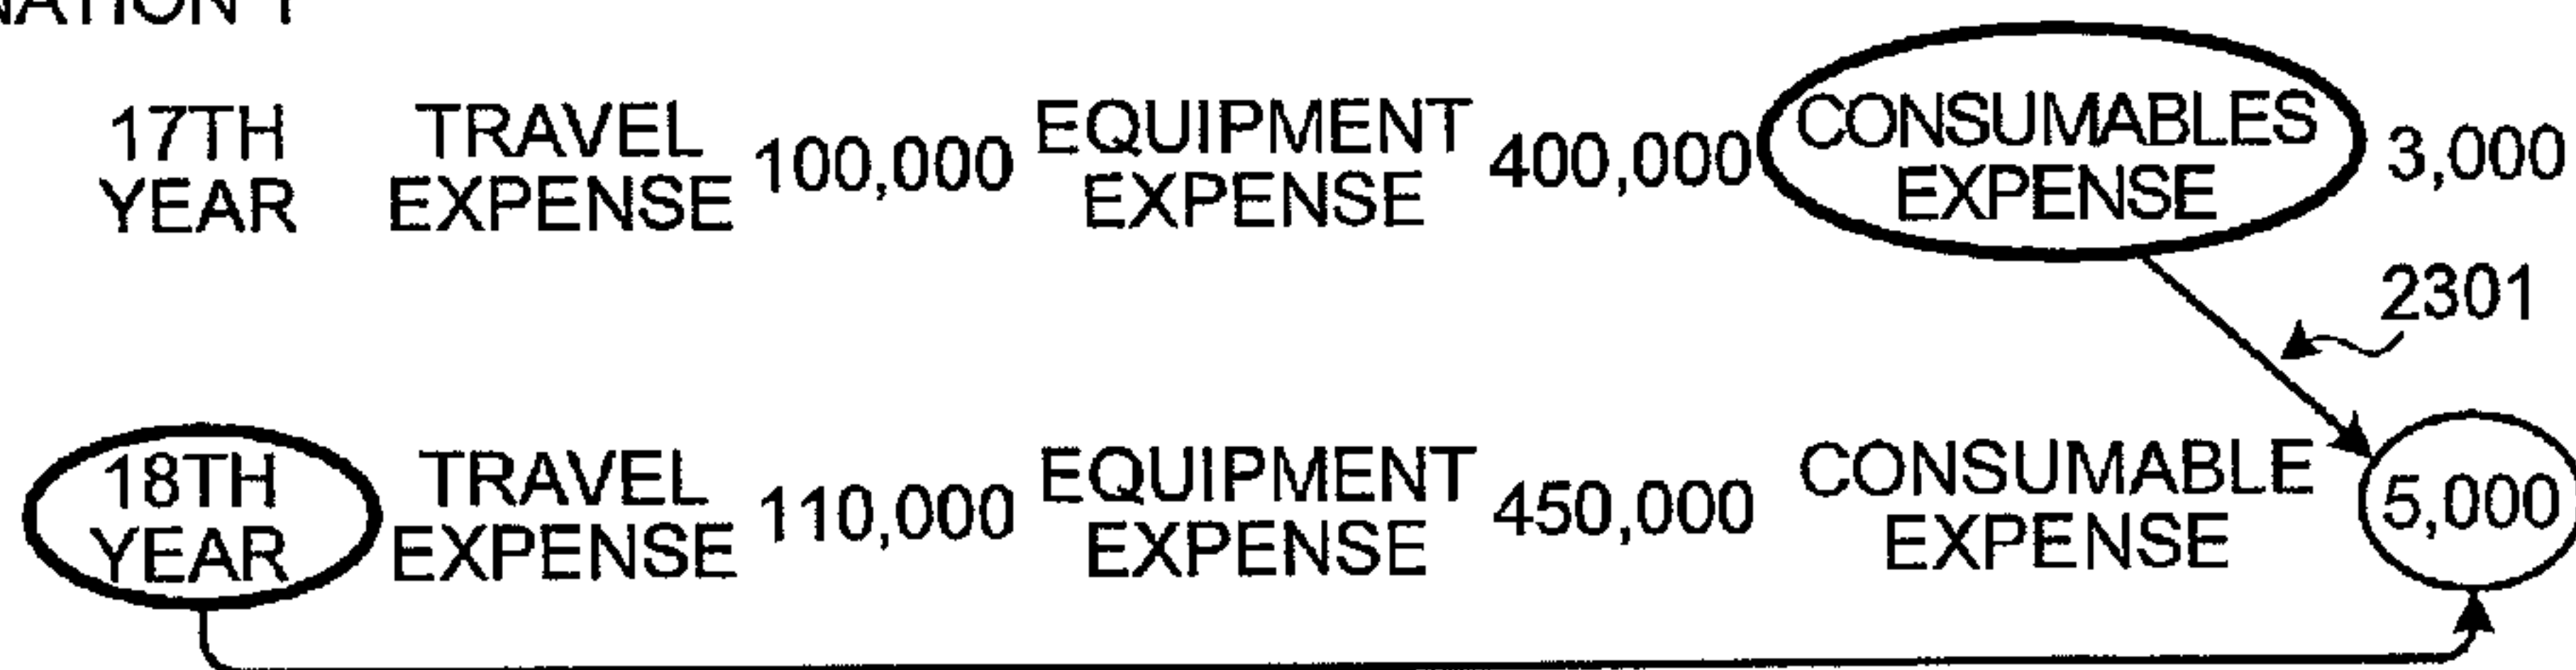 17TH YEAR TRAVEL EXPENSE 100,000 EQUIPMENT EXPENSE 400,000 CONSUMABLES EXPENSE 3,000
2301
18TH YEAR TRAVEL EXPENSE 110,000 EQUIPMENT EXPENSE 450,000 CONSUMABLE EXPENSE 5,000